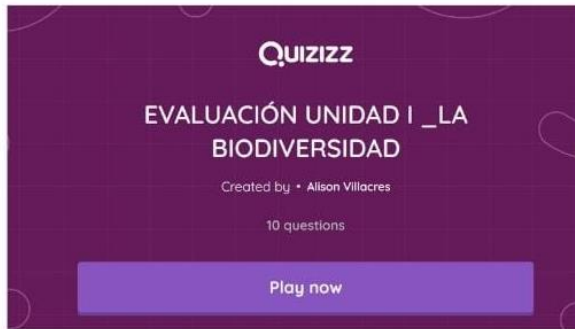 QUIZIZZ
EVALUACIÓN UNIDAD I _LA
BIODIVERSIDAD
Created by • Alison Villacres
10 questions
Play now